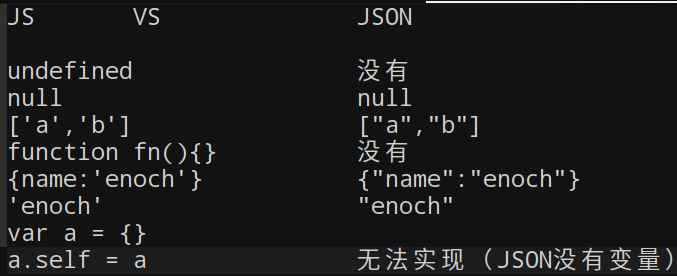 JS VS JSON
undefined 没有
null null
['a','b'] ["a","b"]
function fn(){} 没有
{name:'enoch'} {"name":"enoch"}
'enoch' "enoch"
var a = {}
a.self = a 无法实现（JSON没有变量）